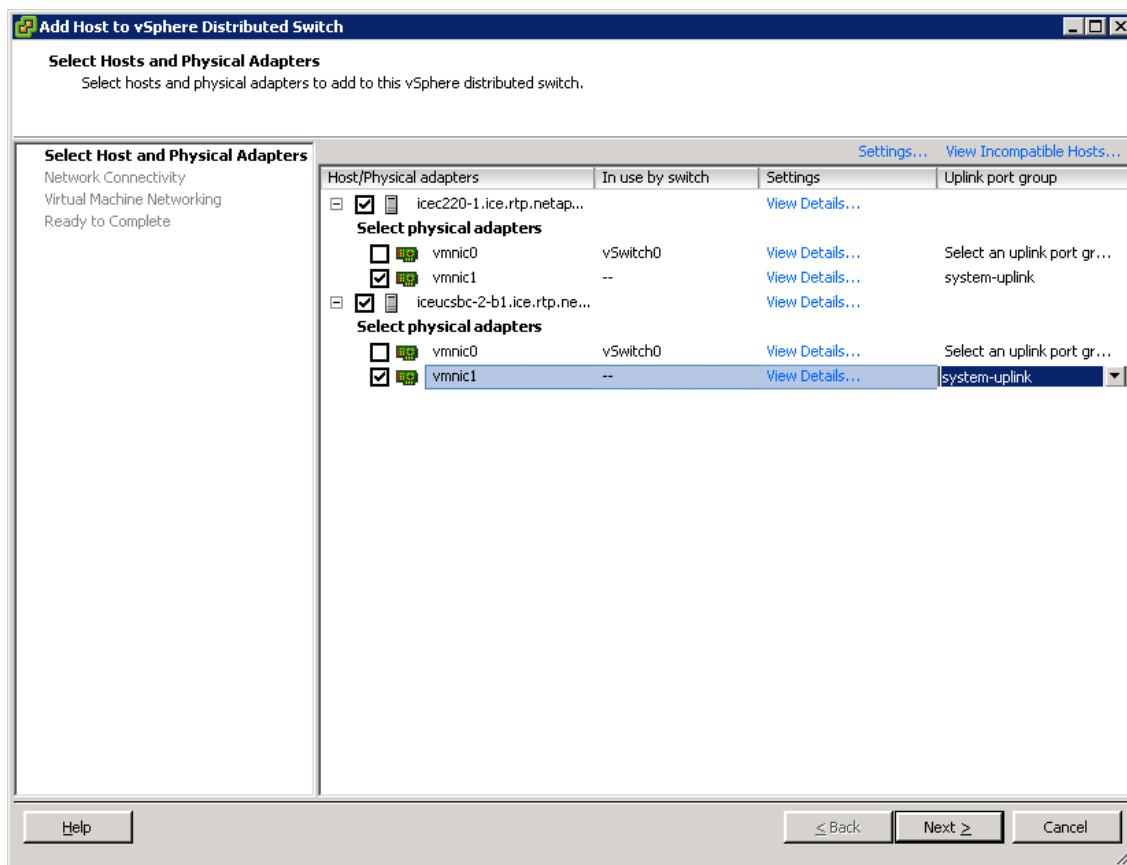 Add Host to vSphere Distributed Switch
Select Hosts and Physical Adapters
Select hosts and physical adapters to add to this vSphere distributed switch.
Select Host and Physical Adapters
Network Connectivity
Virtual Machine Networking
Ready to Complete
Settings... View Incompatible Hosts...
Host/Physical adapters In use by switch Settings Uplink port group
icec220-1.ice.rtp.netap... View Details...
Select physical adapters
vmnic0 vSwitch0 View Details... Select an uplink port gr...
vmnic1 -- View Details... system-uplink
iceucsbc-2-b1.ice.rtp.ne... View Details...
Select physical adapters
vmnic0 vSwitch0 View Details... Select an uplink port gr...
vmnic1 -- View Details... system-uplink
Help < Back Next > Cancel